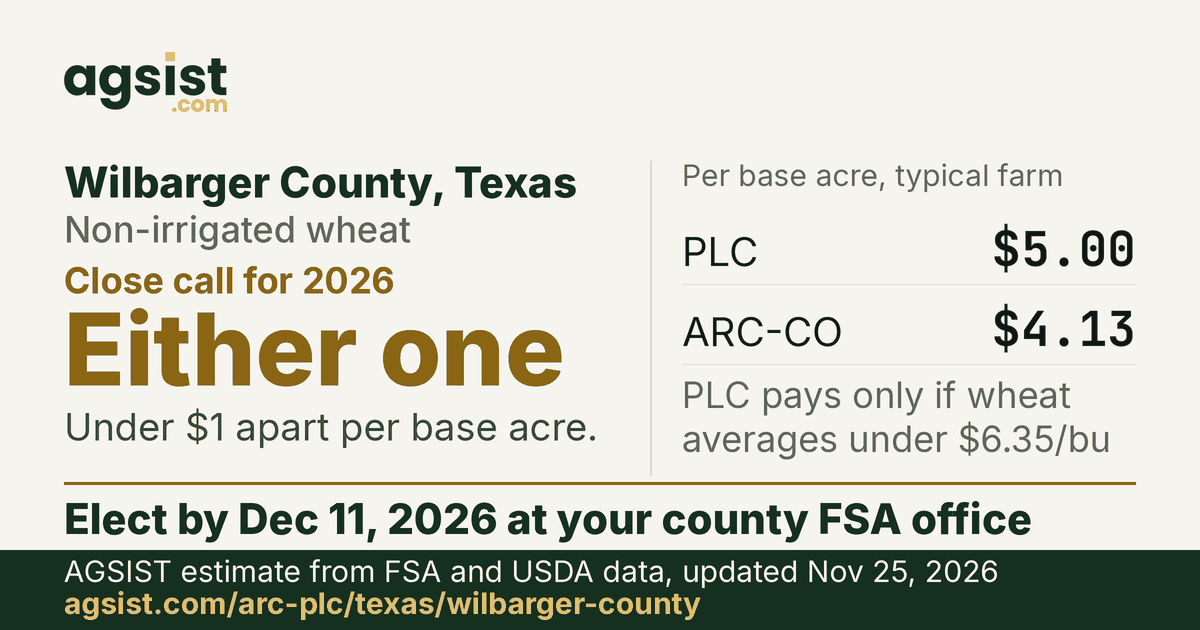 agsist
.com
Wilbarger County, Texas
Non-irrigated wheat
Close call for 2026
Either one
Under $1 apart per base acre.
Per base acre, typical farm
PLC $5.00
ARC-CO $4.13
PLC pays only if wheat
averages under $6.35/bu
Elect by Dec 11, 2026 at your county FSA office
AGSIST estimate from FSA and USDA data, updated Nov 25, 2026
agsist.com/arc-plc/texas/wilbarger-county